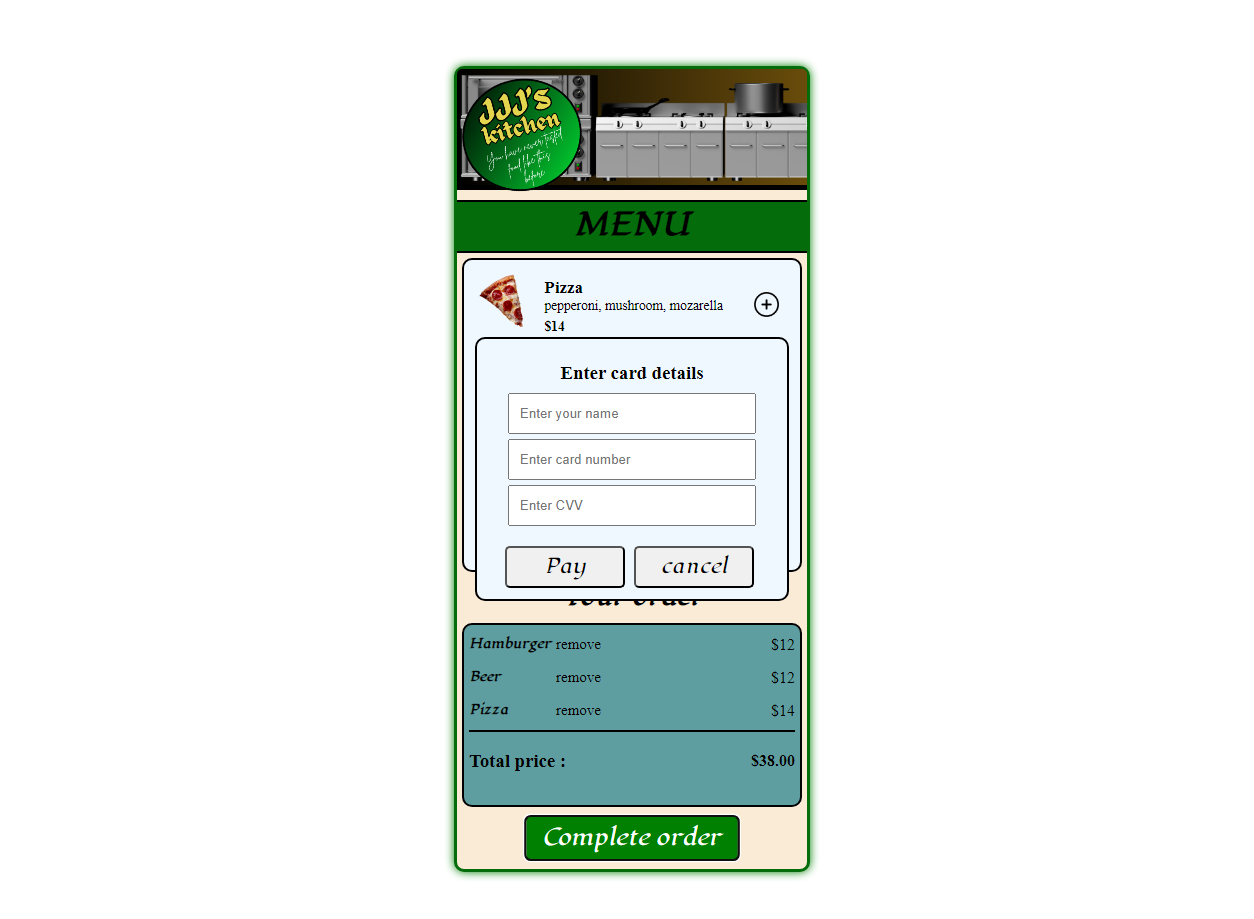 JJJ's
kitchen
You have never tasted
food like this
before
MENU
Pizza
pepperoni, mushroom, mozarella
$14
Enter card details
Enter your name
Enter card number
Enter CVV
Pay cancel
Your order
Hamburger remove $12
Beer remove $12
Pizza remove $14
Total price : $38.00
Complete order